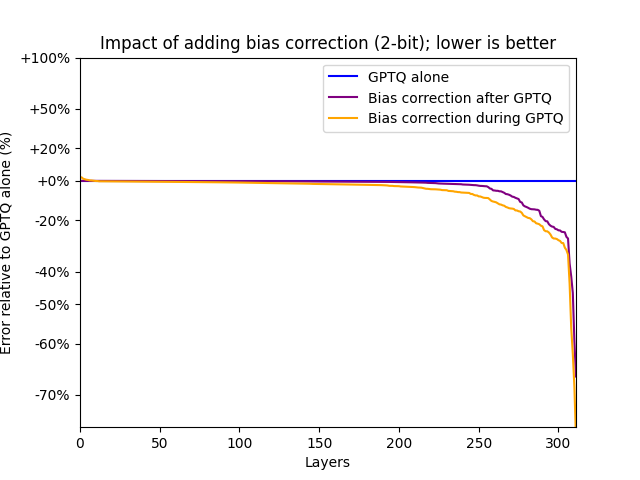 Impact of adding bias correction (2-bit); lower is better
Error relative to GPTQ alone (%)
+100%
+50%
+20%
+0%
-20%
-40%
-50%
-60%
-70%
GPTQ alone
Bias correction after GPTQ
Bias correction during GPTQ
0
50
100
150
200
250
300
Layers